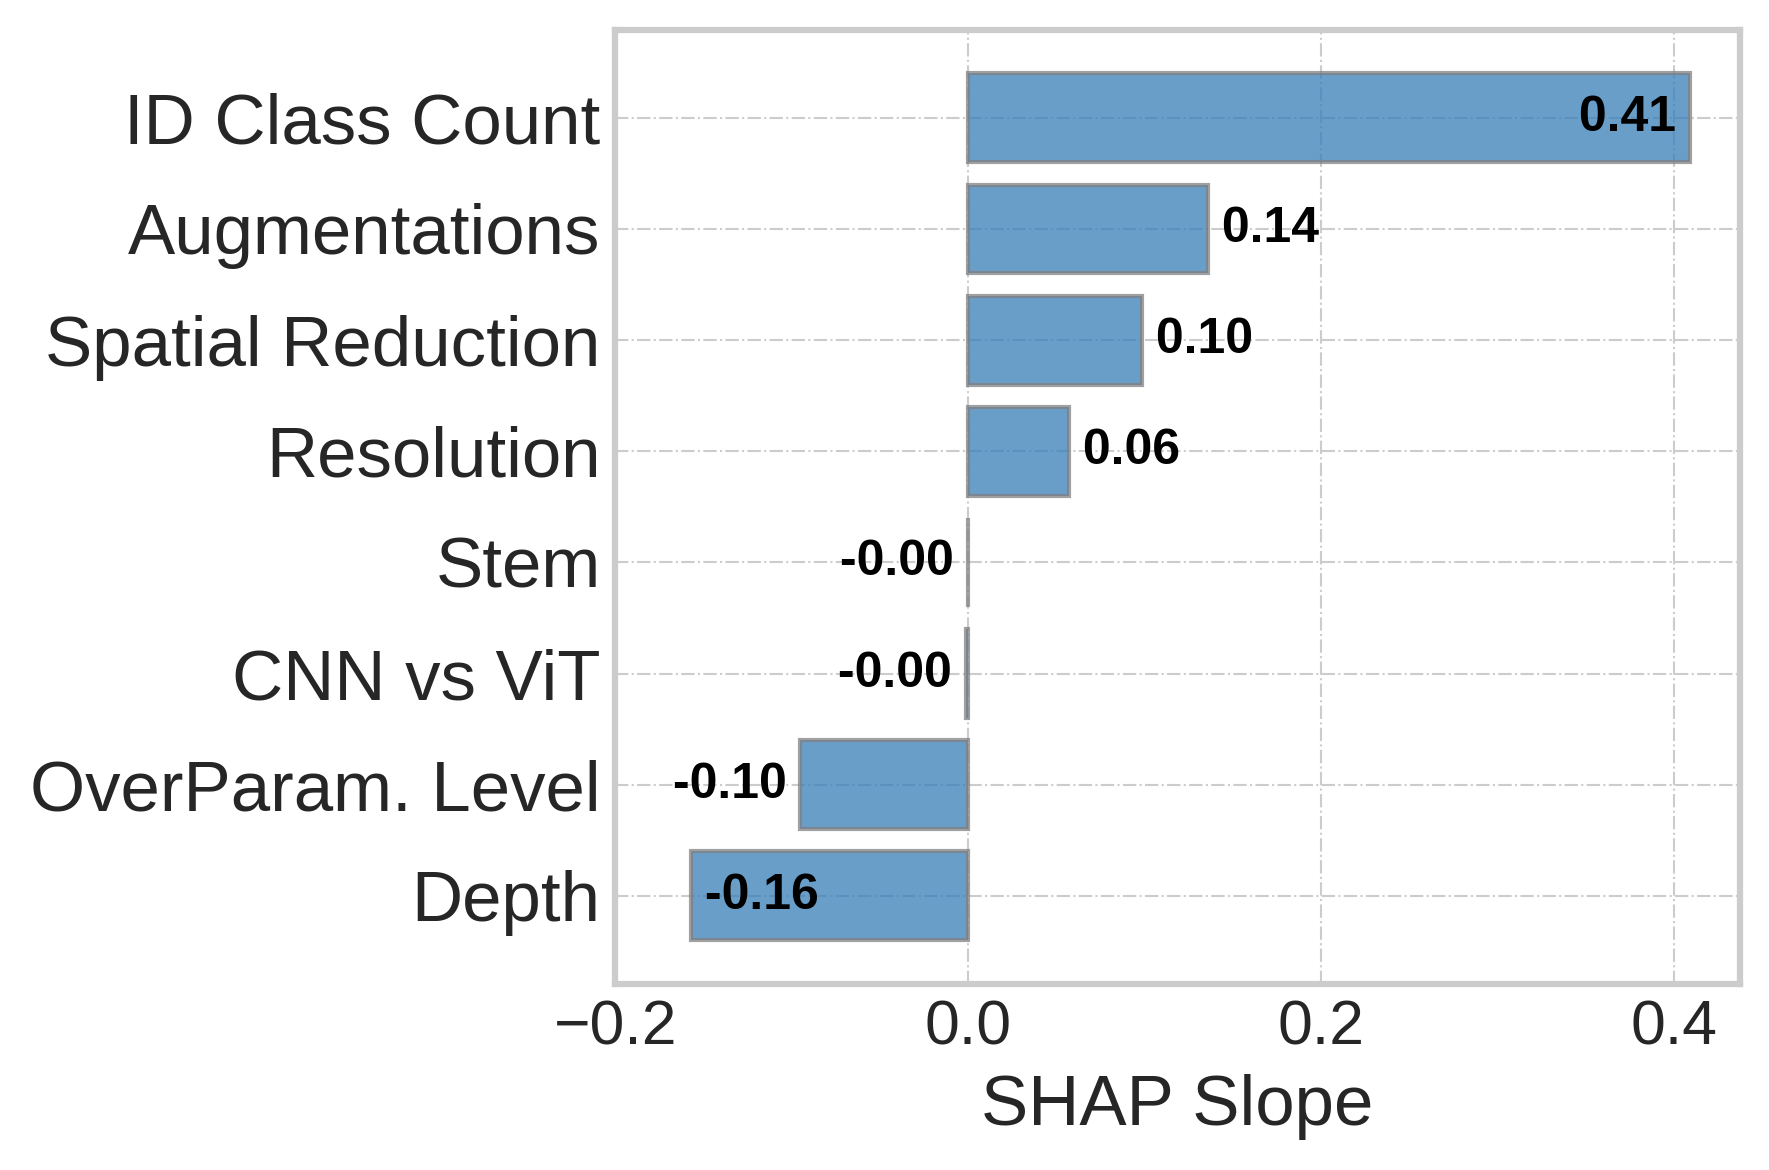 ID Class Count
0.41
Augmentations
0.14
Spatial Reduction
0.10
Resolution
0.06
Stem
-0.00
CNN vs ViT
-0.00
OverParam. Level
-0.10
Depth
-0.16
−0.2 0.0 0.2 0.4
SHAP Slope